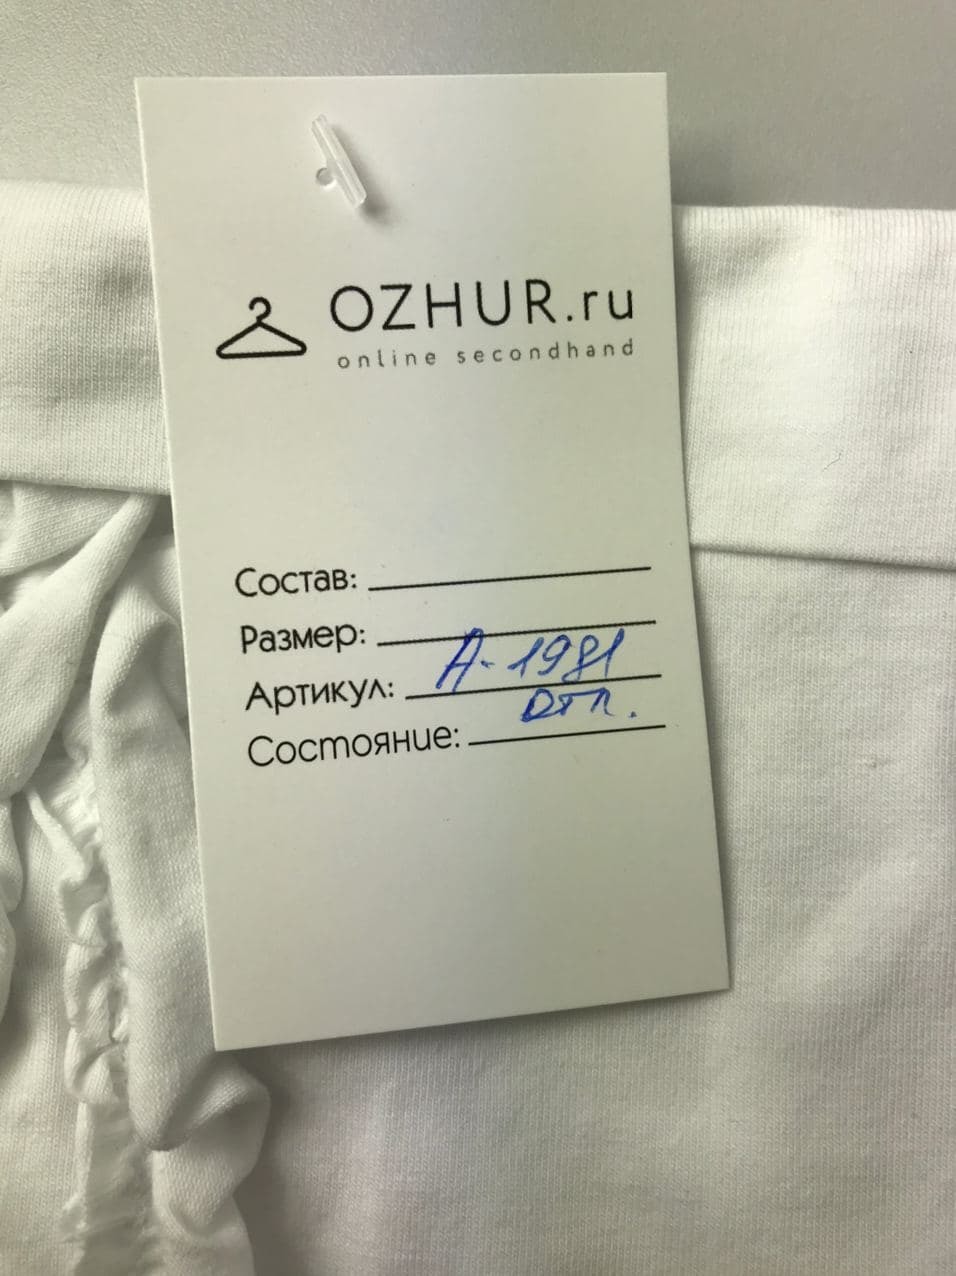 OZHUR.ru
online secondhand
Состав:
Размер:
Артикул: А-1981
Состояние: отл.